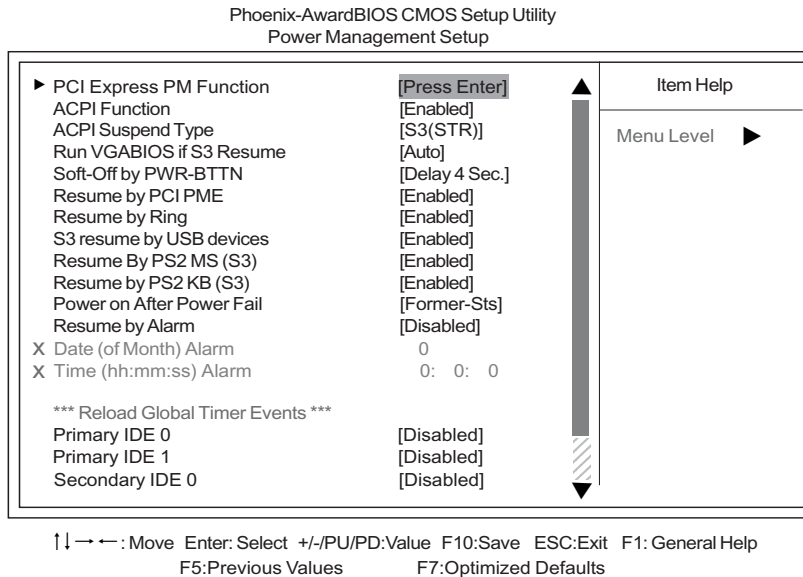 Phoenix-AwardBIOS CMOS Setup Utility
Power Management Setup
PCI Express PM Function [Press Enter]
ACPI Function [Enabled]
ACPI Suspend Type [S3(STR)]
Run VGABIOS if S3 Resume [Auto]
Soft-Off by PWR-BTTN [Delay 4 Sec.]
Resume by PCI PME [Enabled]
Resume by Ring [Enabled]
S3 resume by USB devices [Enabled]
Resume By PS2 MS (S3) [Enabled]
Resume by PS2 KB (S3) [Enabled]
Power on After Power Fail [Former-Sts]
Resume by Alarm [Disabled]
X Date (of Month) Alarm 0
X Time (hh:mm:ss) Alarm 0: 0: 0
*** Reload Global Timer Events ***
Primary IDE 0 [Disabled]
Primary IDE 1 [Disabled]
Secondary IDE 0 [Disabled]
Item Help
Menu Level
↑↓→←: Move Enter: Select +/-/PU/PD:Value F10:Save ESC:Exit F1: General Help
F5:Previous Values F7:Optimized Defaults